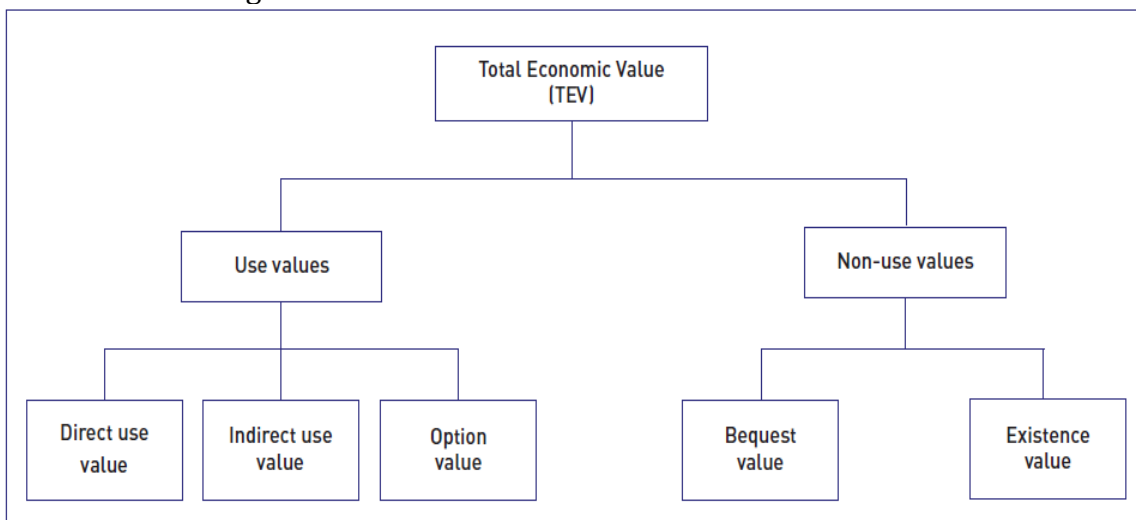 Total Economic Value
(TEV)
Use values
Non-use values
Direct use
value
Indirect use
value
Option
value
Bequest
value
Existence
value